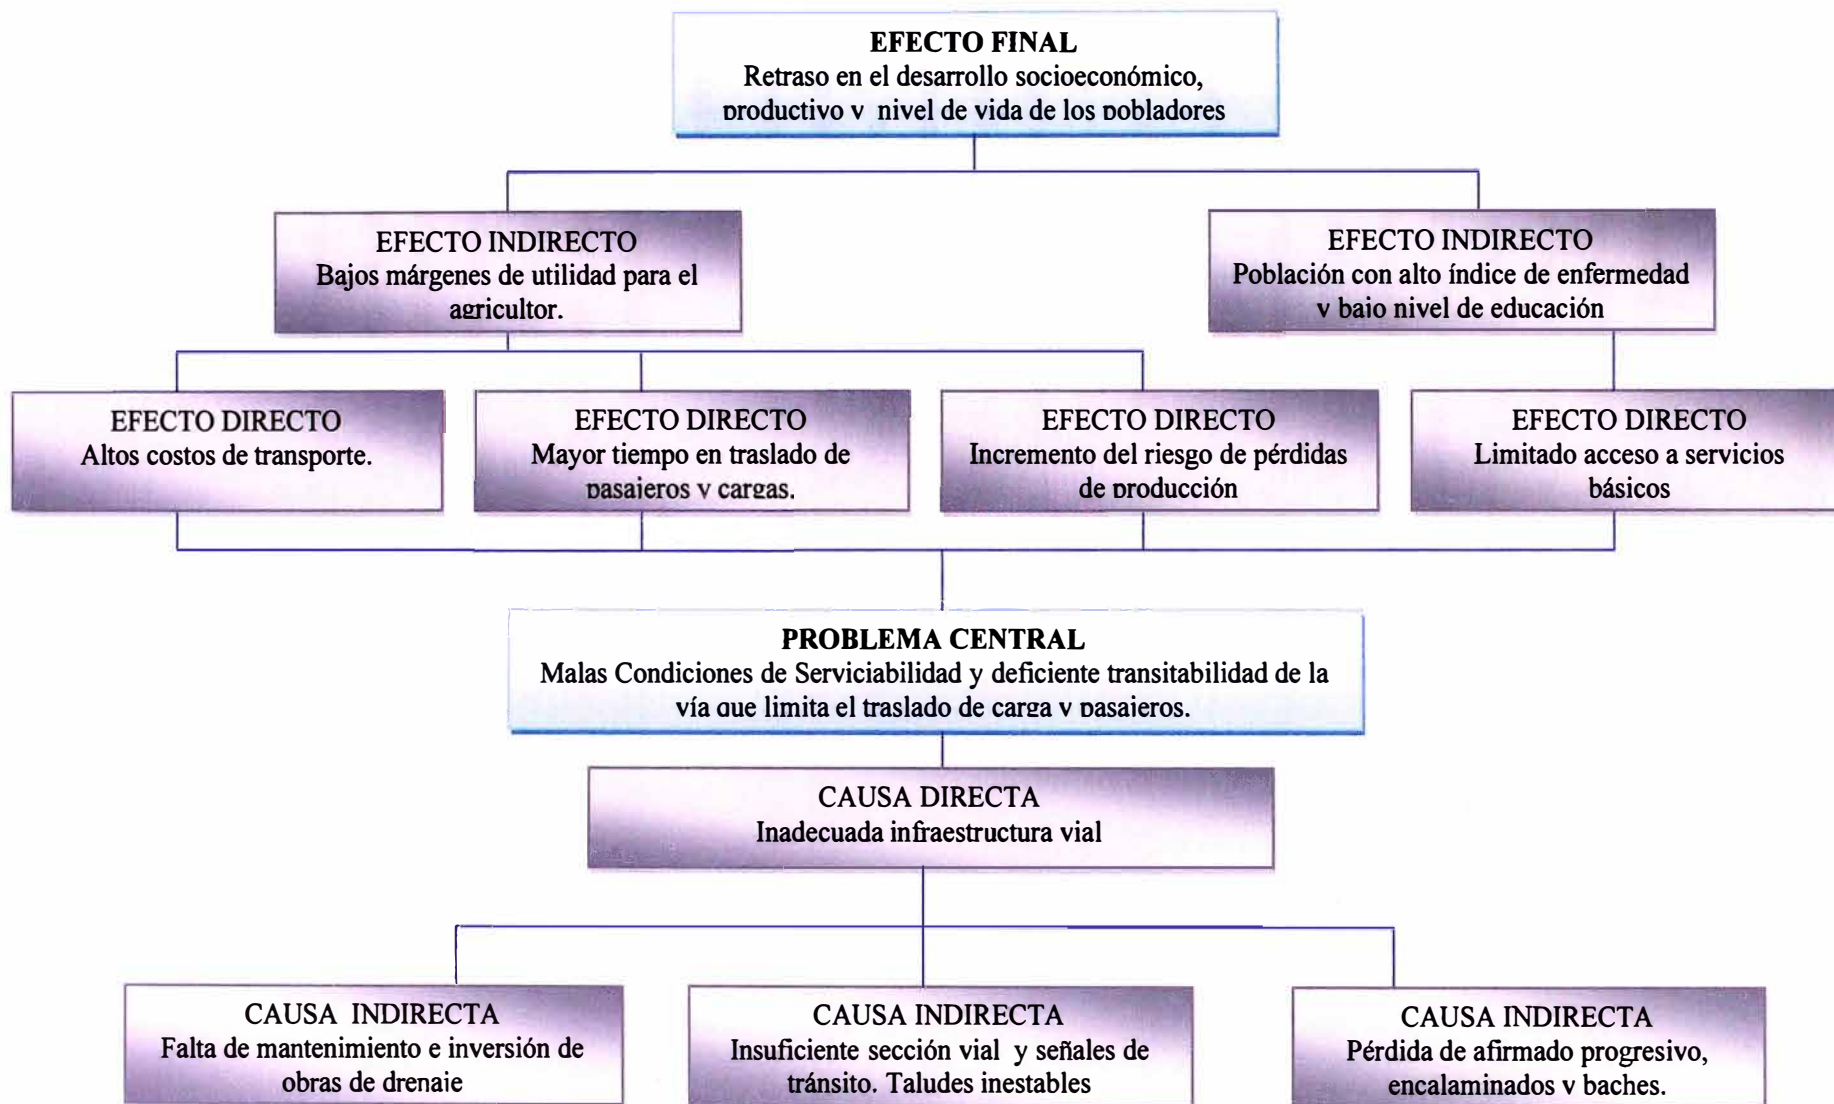 EFECTO FINAL
Retraso en el desarrollo socioeconómico,
productivo y nivel de vida de los pobladores
EFECTO INDIRECTO
Bajos márgenes de utilidad para el
agricultor.
EFECTO INDIRECTO
Población con alto índice de enfermedad
y bajo nivel de educación
EFECTO DIRECTO
Altos costos de transporte.
EFECTO DIRECTO
Mayor tiempo en traslado de
pasajeros y cargas.
EFECTO DIRECTO
Incremento del riesgo de pérdidas
de producción
EFECTO DIRECTO
Limitado acceso a servicios
básicos
PROBLEMA CENTRAL
Malas Condiciones de Serviciabilidad y deficiente transitabilidad de la
vía que limita el traslado de carga y pasajeros.
CAUSA DIRECTA
Inadecuada infraestructura vial
CAUSA INDIRECTA
Falta de mantenimiento e inversión de
obras de drenaje
CAUSA INDIRECTA
Insuficiente sección vial y señales de
tránsito. Taludes inestables
CAUSA INDIRECTA
Pérdida de afirmado progresivo,
encalaminados y baches.